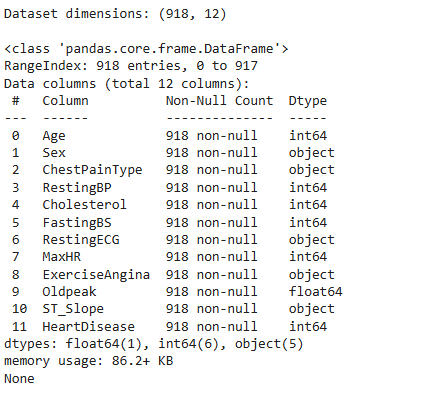 Dataset dimensions: (918, 12)
<class 'pandas.core.frame.DataFrame'>
RangeIndex: 918 entries, 0 to 917
Data columns (total 12 columns):
 #   Column          Non-Null Count  Dtype
---  ------          --------------  -----
 0   Age             918 non-null    int64
 1   Sex             918 non-null    object
 2   ChestPainType   918 non-null    object
 3   RestingBP       918 non-null    int64
 4   Cholesterol     918 non-null    int64
 5   FastingBS       918 non-null    int64
 6   RestingECG      918 non-null    object
 7   MaxHR           918 non-null    int64
 8   ExerciseAngina  918 non-null    object
 9   Oldpeak         918 non-null    float64
 10  ST_Slope        918 non-null    object
 11  HeartDisease    918 non-null    int64
dtypes: float64(1), int64(6), object(5)
memory usage: 86.2+ KB
None